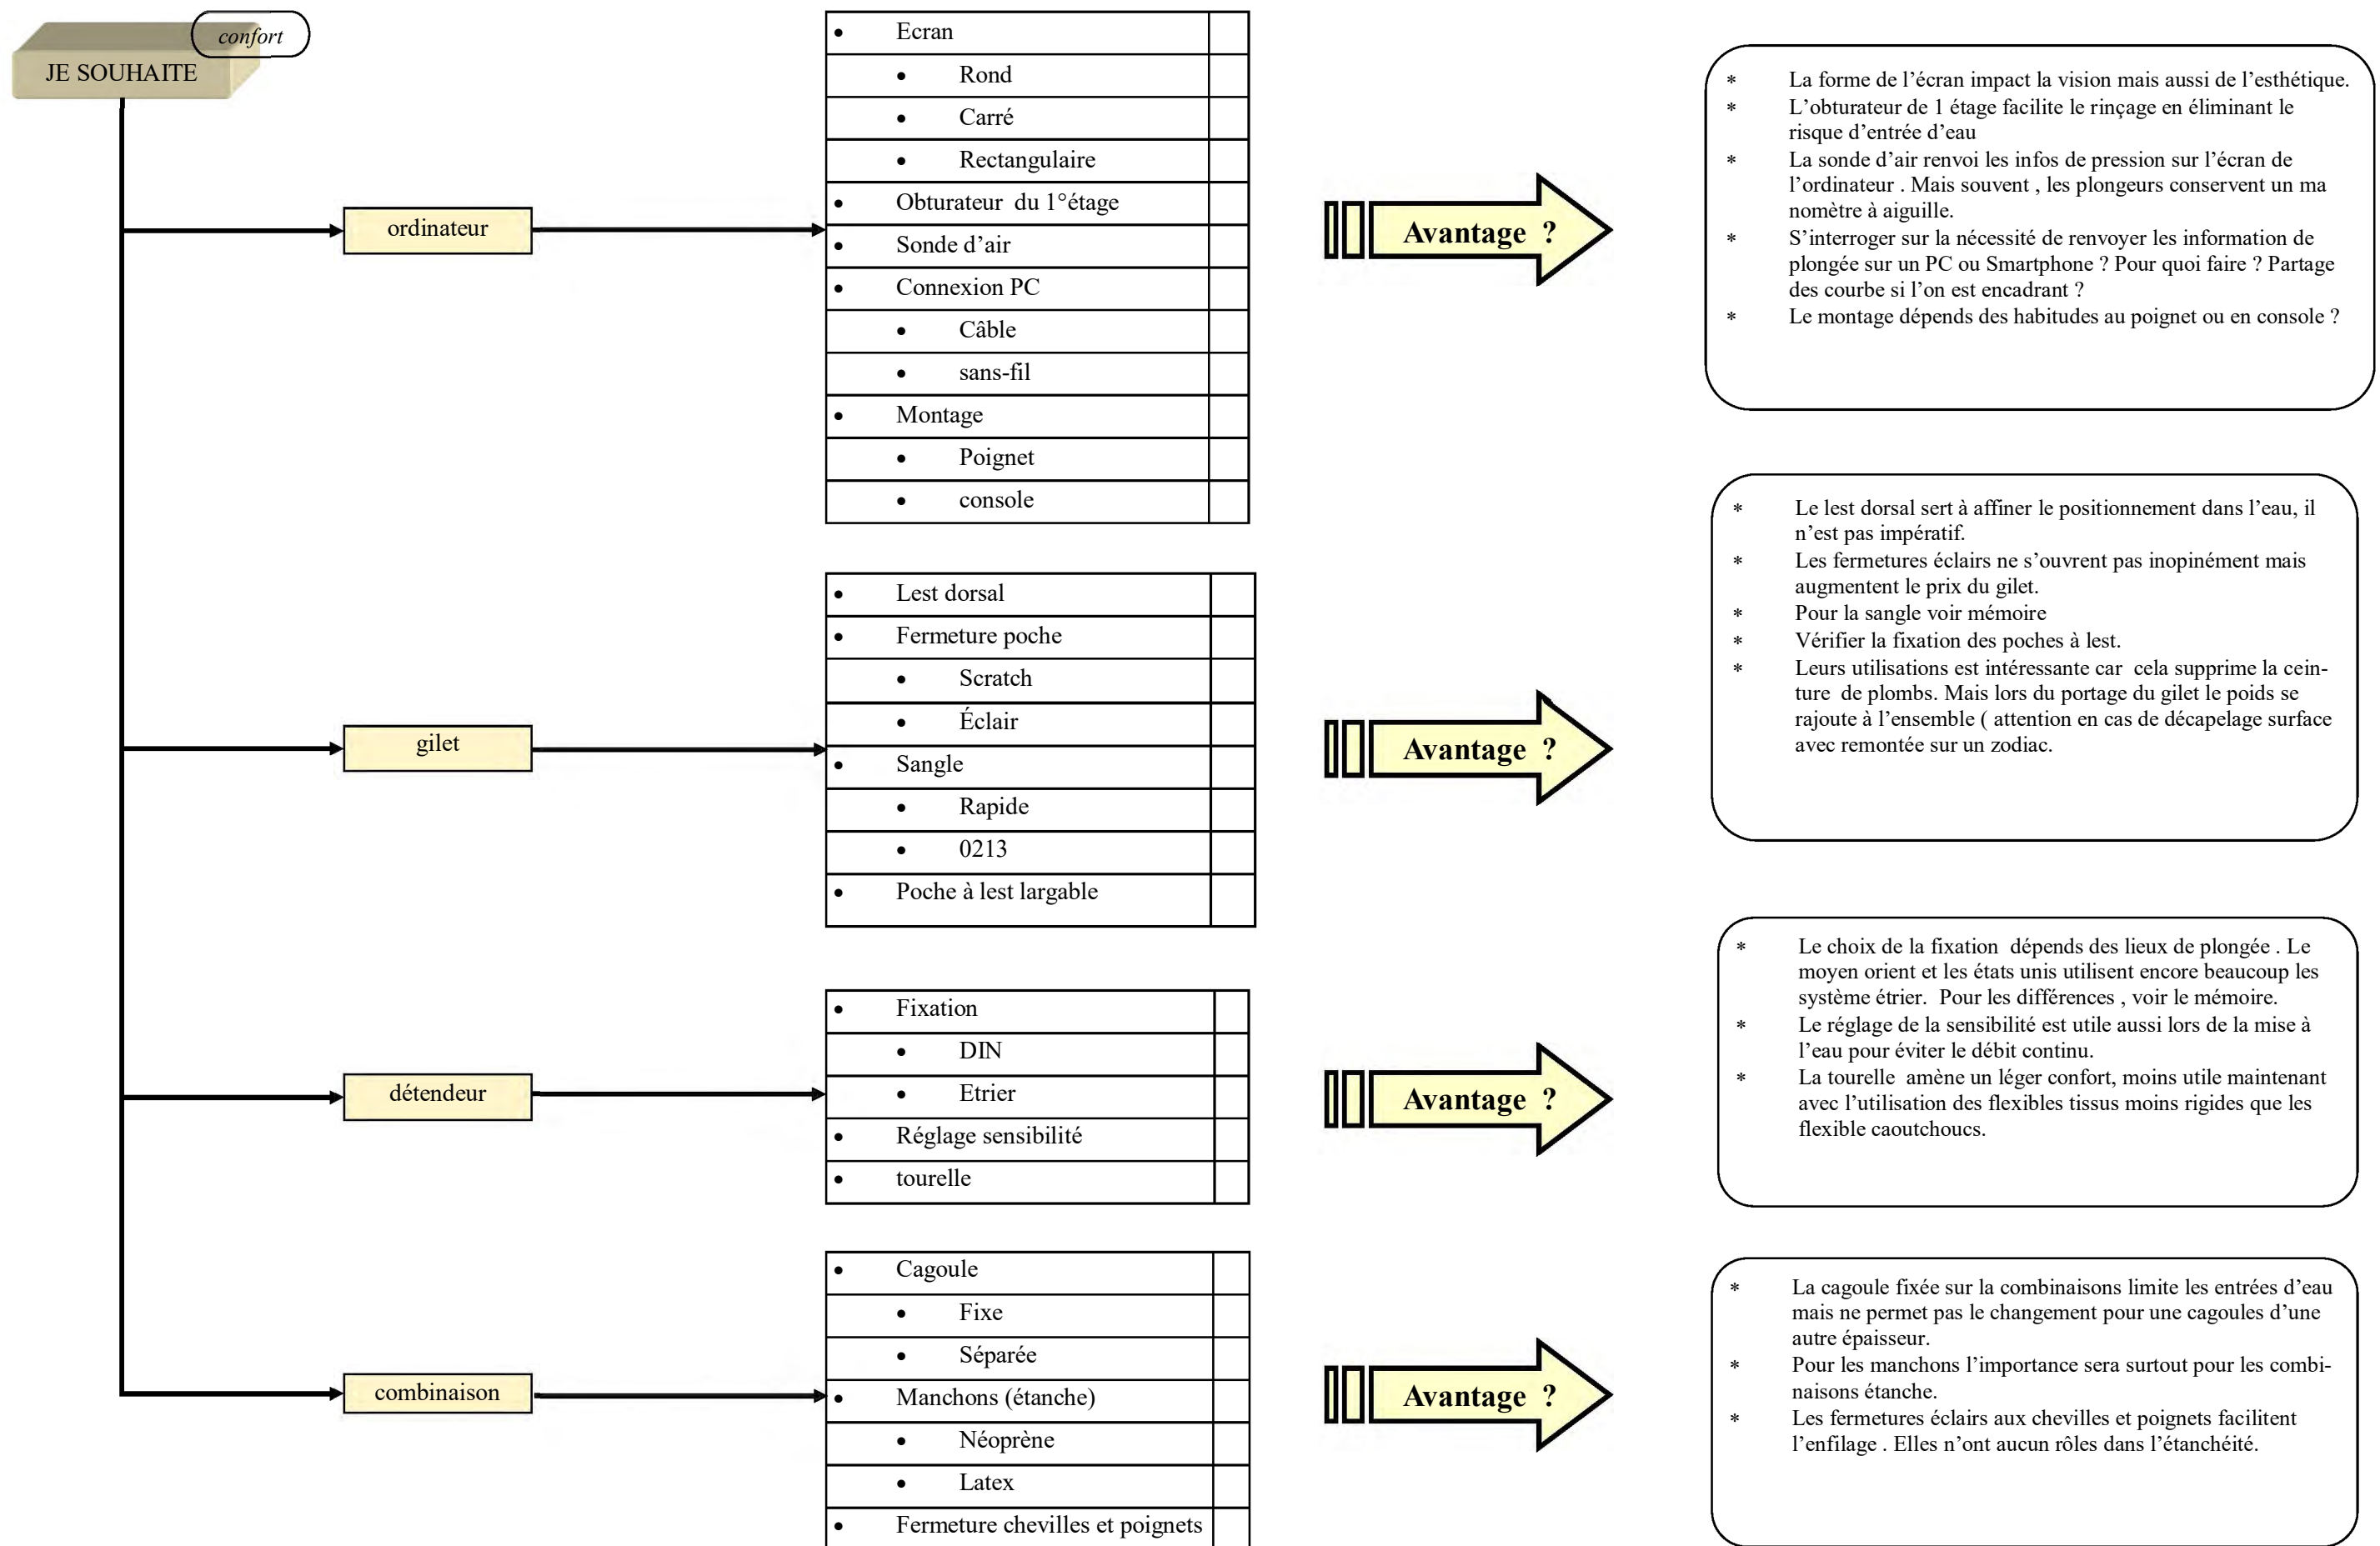 confort
JE SOUHAITE
ordinateur
• Ecran
• Rond
• Carré
• Rectangulaire
• Obturateur du 1°étage
• Sonde d’air
• Connexion PC
• Câble
• sans-fil
• Montage
• Poignet
• console
Avantage ?
* La forme de l’écran impact la vision mais aussi de l’esthétique.
* L’obturateur de 1 étage facilite le rinçage en éliminant le
risque d’entrée d’eau
* La sonde d’air renvoi les infos de pression sur l’écran de
l’ordinateur . Mais souvent , les plongeurs conservent un ma
nomètre à aiguille.
* S’interroger sur la nécessité de renvoyer les information de
plongée sur un PC ou Smartphone ? Pour quoi faire ? Partage
des courbe si l’on est encadrant ?
* Le montage dépends des habitudes au poignet ou en console ?
gilet
• Lest dorsal
• Fermeture poche
• Scratch
• Éclair
• Sangle
• Rapide
• 0213
• Poche à lest largable
Avantage ?
* Le lest dorsal sert à affiner le positionnement dans l’eau, il
n’est pas impératif.
* Les fermetures éclairs ne s’ouvrent pas inopinément mais
augmentent le prix du gilet.
* Pour la sangle voir mémoire
* Vérifier la fixation des poches à lest.
* Leurs utilisations est intéressante car cela supprime la cein-
ture de plombs. Mais lors du portage du gilet le poids se
rajoute à l’ensemble ( attention en cas de décapelage surface
avec remontée sur un zodiac.
détendeur
• Fixation
• DIN
• Etrier
• Réglage sensibilité
• tourelle
Avantage ?
* Le choix de la fixation dépends des lieux de plongée . Le
moyen orient et les états unis utilisent encore beaucoup les
système étrier. Pour les différences , voir le mémoire.
* Le réglage de la sensibilité est utile aussi lors de la mise à
l’eau pour éviter le débit continu.
* La tourelle amène un léger confort, moins utile maintenant
avec l’utilisation des flexibles tissus moins rigides que les
flexible caoutchoucs.
combinaison
• Cagoule
• Fixe
• Séparée
• Manchons (étanche)
• Néoprène
• Latex
• Fermeture chevilles et poignets
Avantage ?
* La cagoule fixée sur la combinaisons limite les entrées d’eau
mais ne permet pas le changement pour une cagoules d’une
autre épaisseur.
* Pour les manchons l’importance sera surtout pour les combi-
naisons étanche.
* Les fermetures éclairs aux chevilles et poignets facilitent
l’enfilage . Elles n’ont aucun rôles dans l’étanchéité.